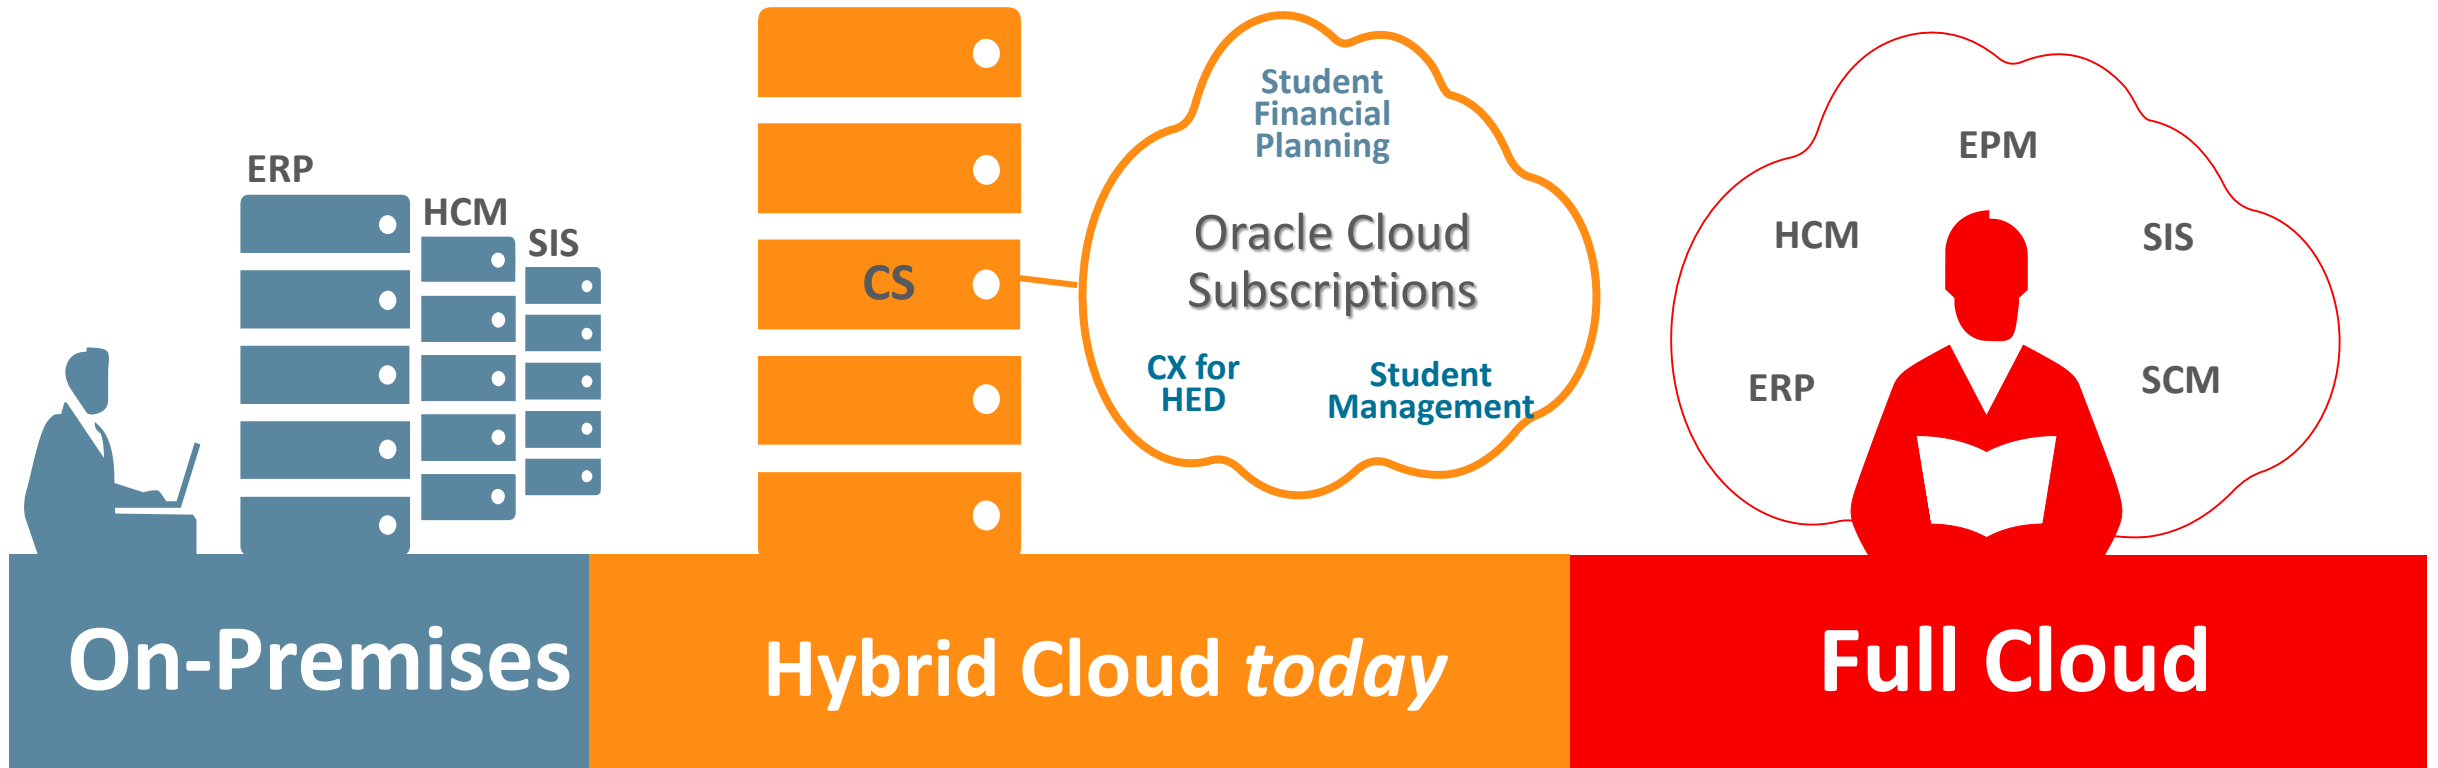 ERP
HCM
SIS
On-Premises
CS
Student
Financial
Planning
Oracle Cloud
Subscriptions
CX for
HED
Student
Management
Hybrid Cloud today
EPM
HCM
SIS
ERP
SCM
Full Cloud